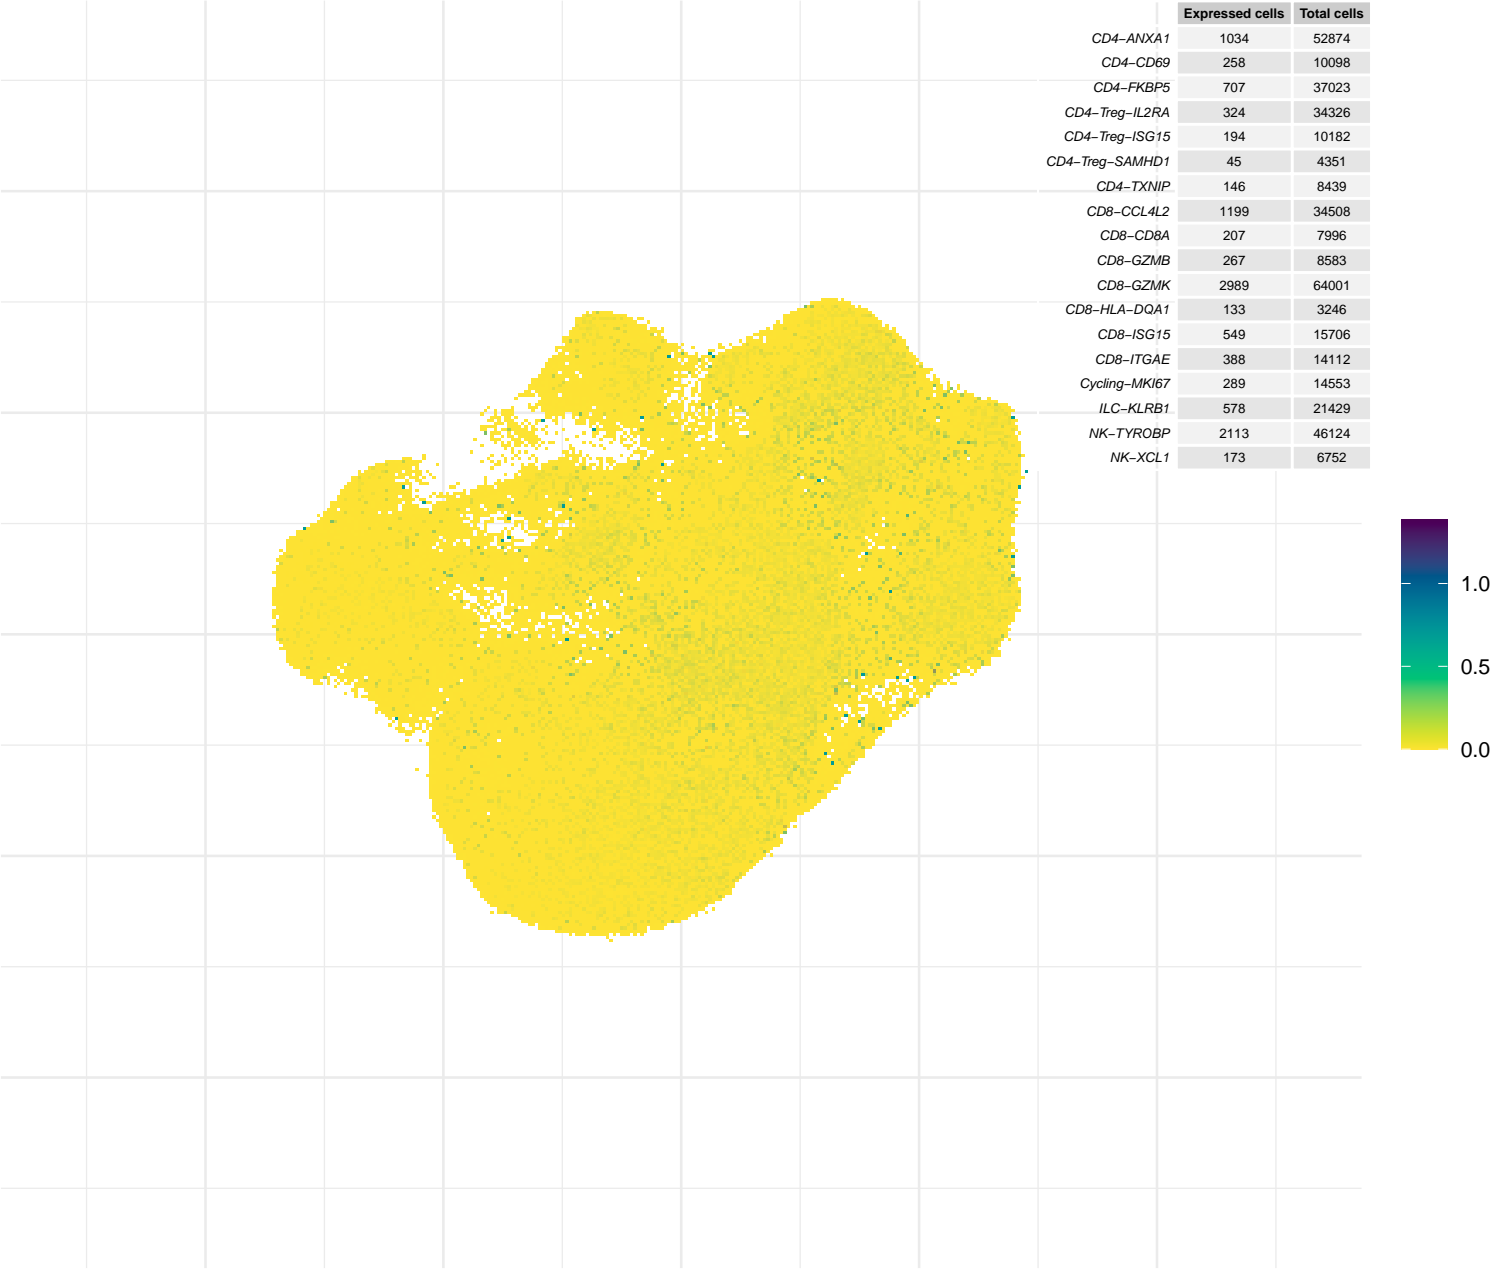 Expressed cells Total cells
CD4−ANXA1 1034 52874
CD4−CD69 258 10098
CD4−FKBP5 707 37023
CD4−Treg−IL2RA 324 34326
CD4−Treg−ISG15 194 10182
CD4−Treg−SAMHD1 45 4351
CD4−TXNIP 146 8439
CD8−CCL4L2 1199 34508
CD8−CD8A 207 7996
CD8−GZMB 267 8583
CD8−GZMK 2989 64001
CD8−HLA−DQA1 133 3246
CD8−ISG15 549 15706
CD8−ITGAE 388 14112
Cycling−MKI67 289 14553
ILC−KLRB1 578 21429
NK−TYROBP 2113 46124
NK−XCL1 173 6752
1.0
0.5
0.0